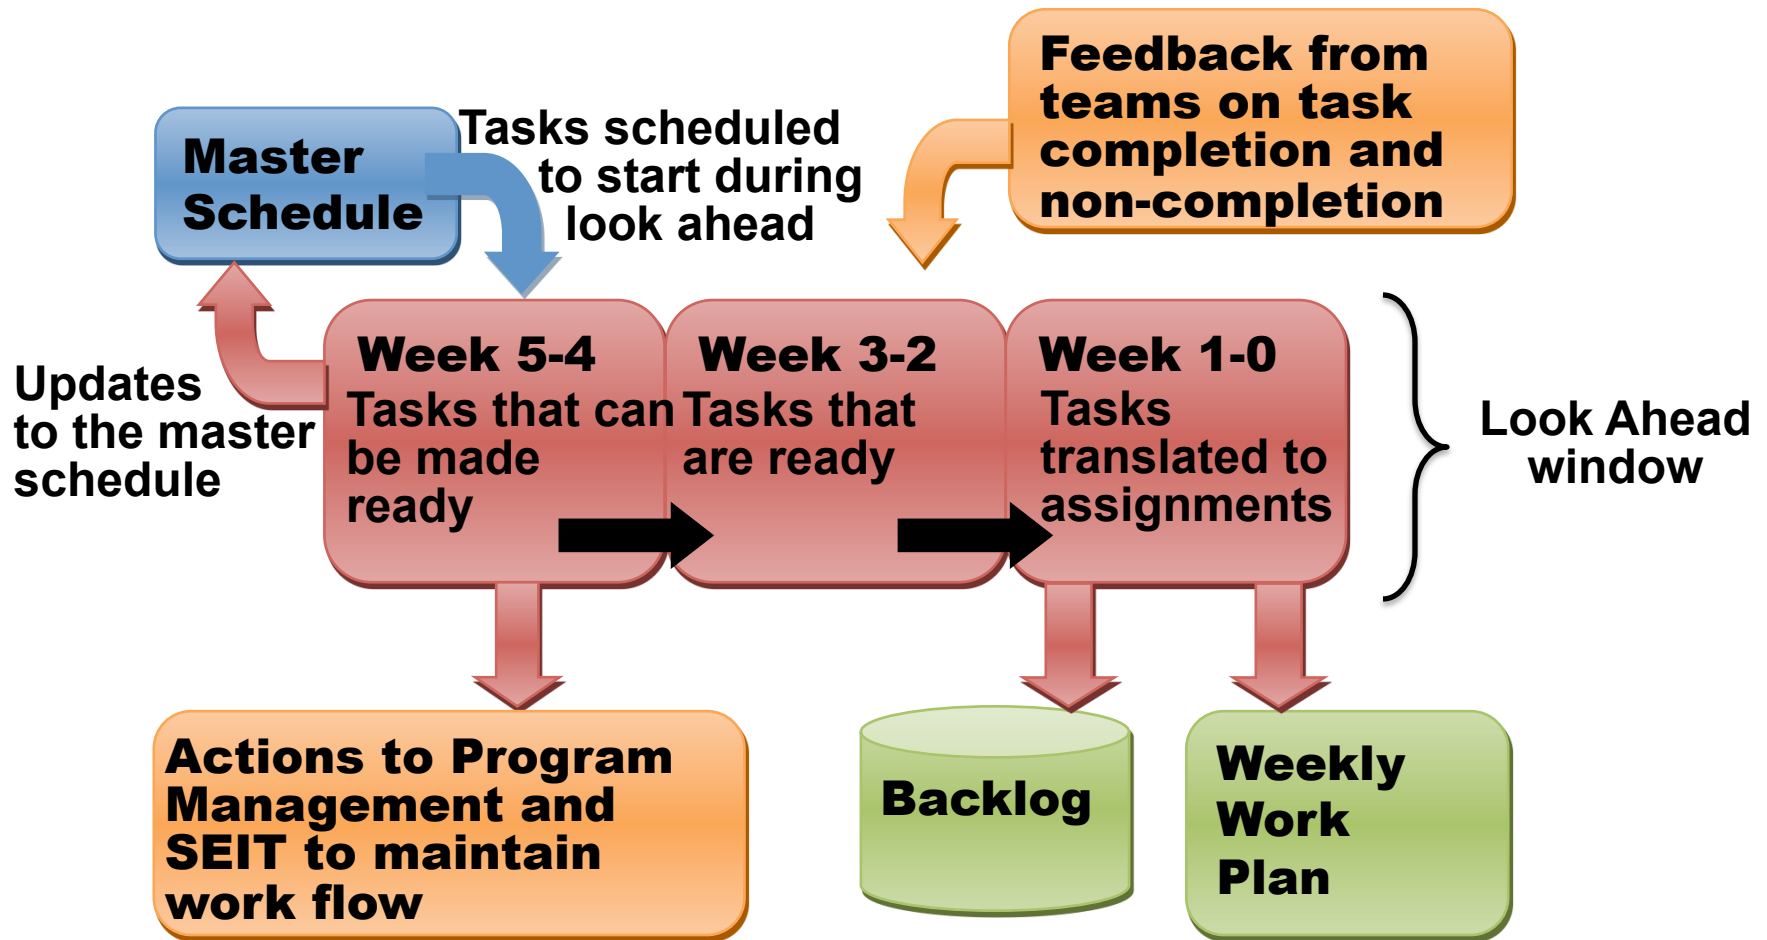 Feedback from
teams on task
completion and
non-completion
Master
Schedule
Tasks scheduled
to start during
look ahead
Updates
to the master
schedule
Week 5-4
Tasks that can
be made
ready
Week 3-2
Tasks that
are ready
Week 1-0
Tasks
translated to
assignments
Look Ahead
window
Actions to Program
Management and
SEIT to maintain
work flow
Backlog
Weekly
Work
Plan